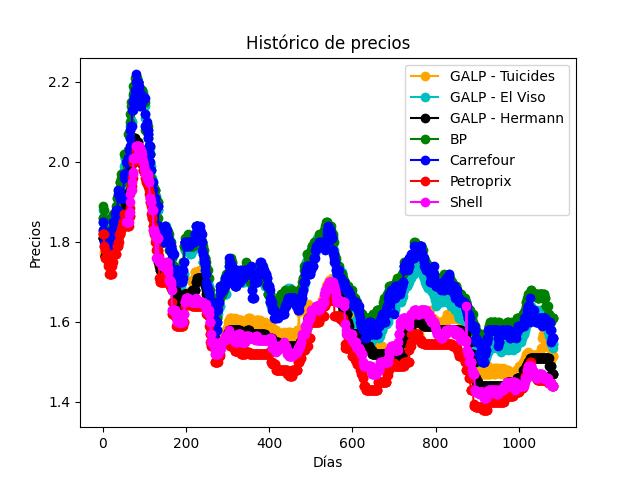 Histórico de precios
GALP - Tuicides
GALP - El Viso
GALP - Hermann
BP
Carrefour
Petroprix
Shell
Precios
2.2
2.0
1.8
1.6
1.4
0 200 400 600 800 1000
Días